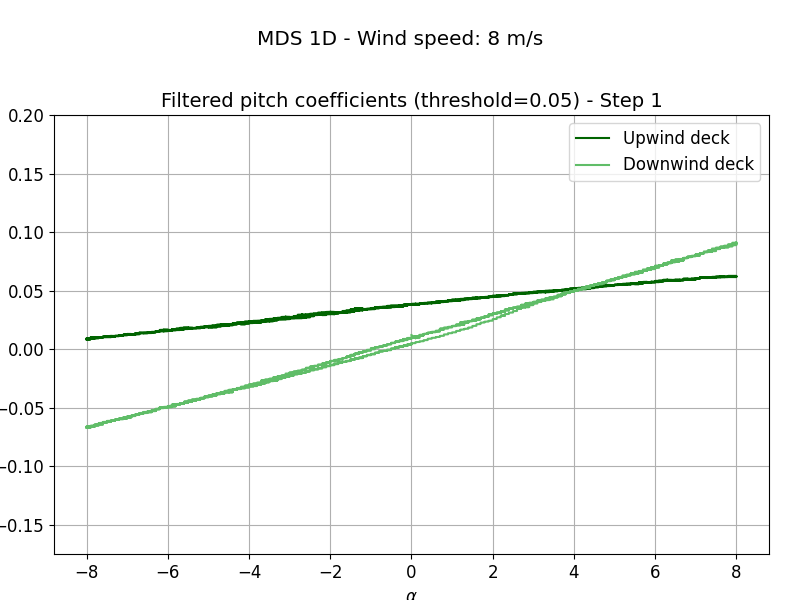 MDS 1D - Wind speed: 8 m/s
Filtered pitch coefficients (threshold=0.05) - Step 1
Upwind deck
Downwind deck
0.20
0.15
0.10
0.05
0.00
−0.05
−0.10
−0.15
−8 −6 −4 −2 0 2 4 6 8
α